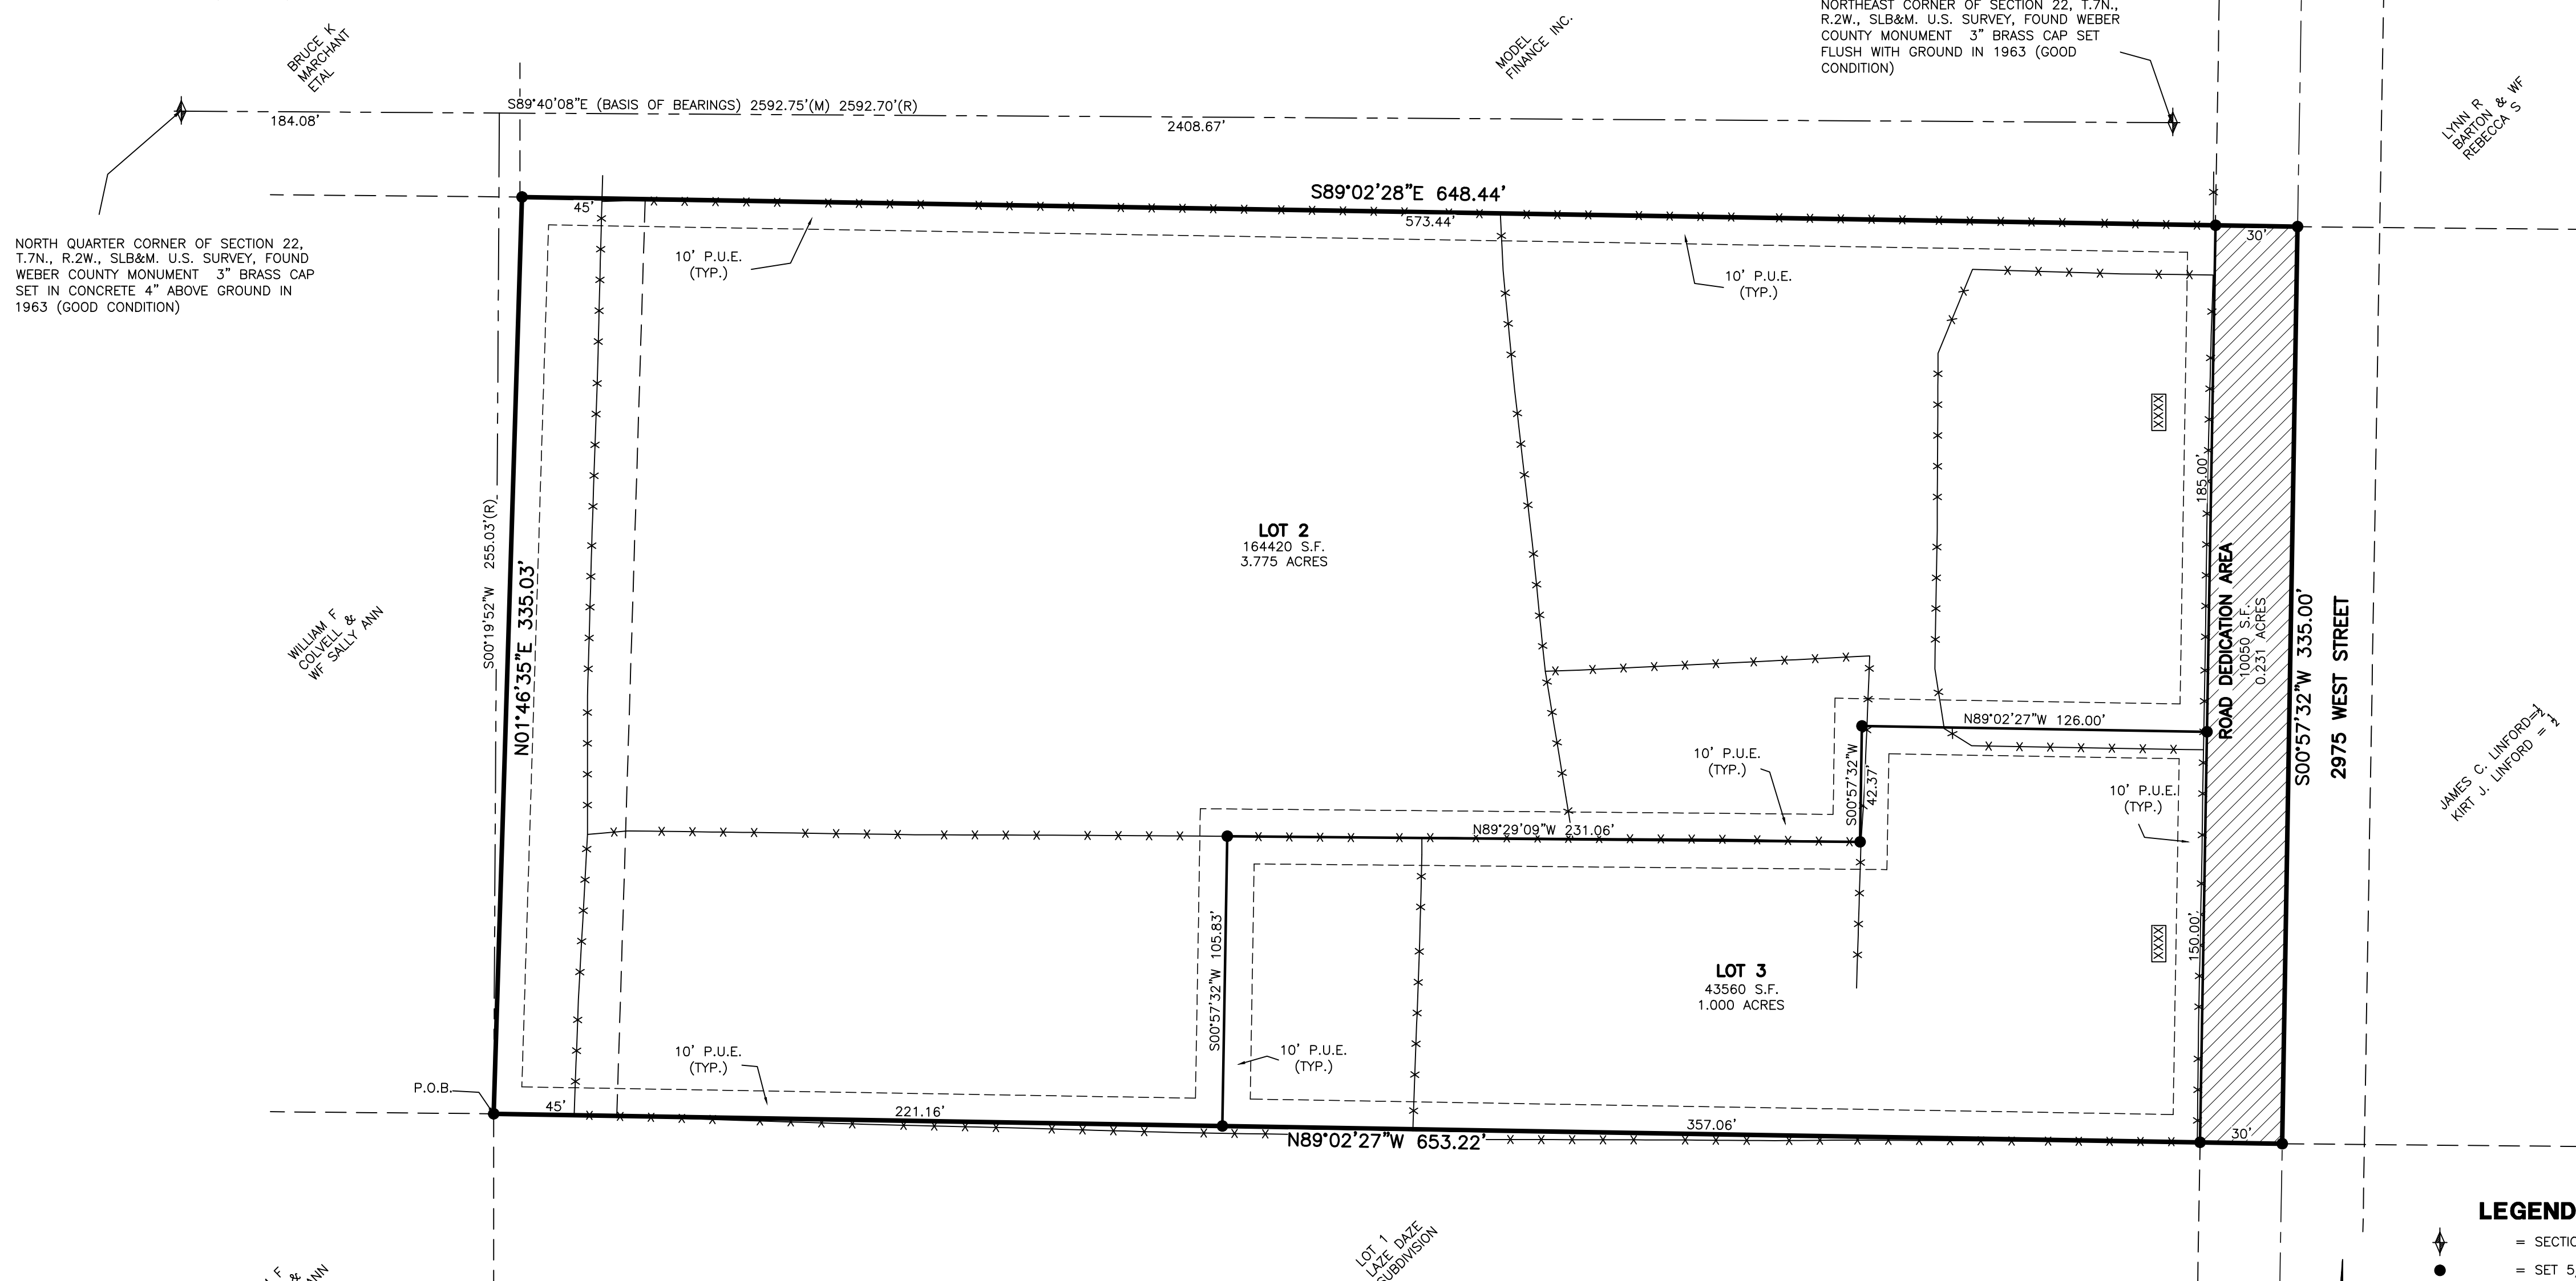 NORTHEAST CORNER OF SECTION 22, T.7N.,
R.2W., SLB&M. U.S. SURVEY, FOUND WEBER
COUNTY MONUMENT 3" BRASS CAP SET
FLUSH WITH GROUND IN 1963 (GOOD
CONDITION)
BRUCE K
MARCHANT
ETAL
MODEL
FINANCE INC.
LYNN R
BARTON & WF
REBECCA S
S89°40'08"E (BASIS OF BEARINGS) 2592.75'(M) 2592.70'(R)
184.08'
2408.67'
S89°02'28"E 648.44'
45'
573.44'
30'
NORTH QUARTER CORNER OF SECTION 22,
T.7N., R.2W., SLB&M. U.S. SURVEY, FOUND
WEBER COUNTY MONUMENT 3" BRASS CAP
SET IN CONCRETE 4" ABOVE GROUND IN
1963 (GOOD CONDITION)
10' P.U.E.
(TYP.)
10' P.U.E.
(TYP.)
XXXX
185.00'
LOT 2
164420 S.F.
3.775 ACRES
S00°19'52"W 255.03'(R)
N01°46'35"E 335.03'
WILLIAM F
COLVELL &
WF SALLY ANN
ROAD DEDICATION AREA
10050 S.F.
0.231 ACRES
S00°57'32"W 335.00'
2975 WEST STREET
JAMES C. LINFORD=½
KIRT J. LINFORD = ½
N89°02'27"W 126.00'
10' P.U.E.
(TYP.)
S00°57'32"W
42.37'
10' P.U.E.
(TYP.)
N89°29'09"W 231.06'
S00°57'32"W 105.83'
LOT 3
43560 S.F.
1.000 ACRES
XXXX
150.00'
10' P.U.E.
(TYP.)
10' P.U.E.
(TYP.)
P.O.B.
45'
221.16'
357.06'
30'
N89°02'27"W 653.22'
LOT 1
LAZE DAZE
SUBDIVISION
F
&
ANN
LEGEND
= SECTIO
= SET 5